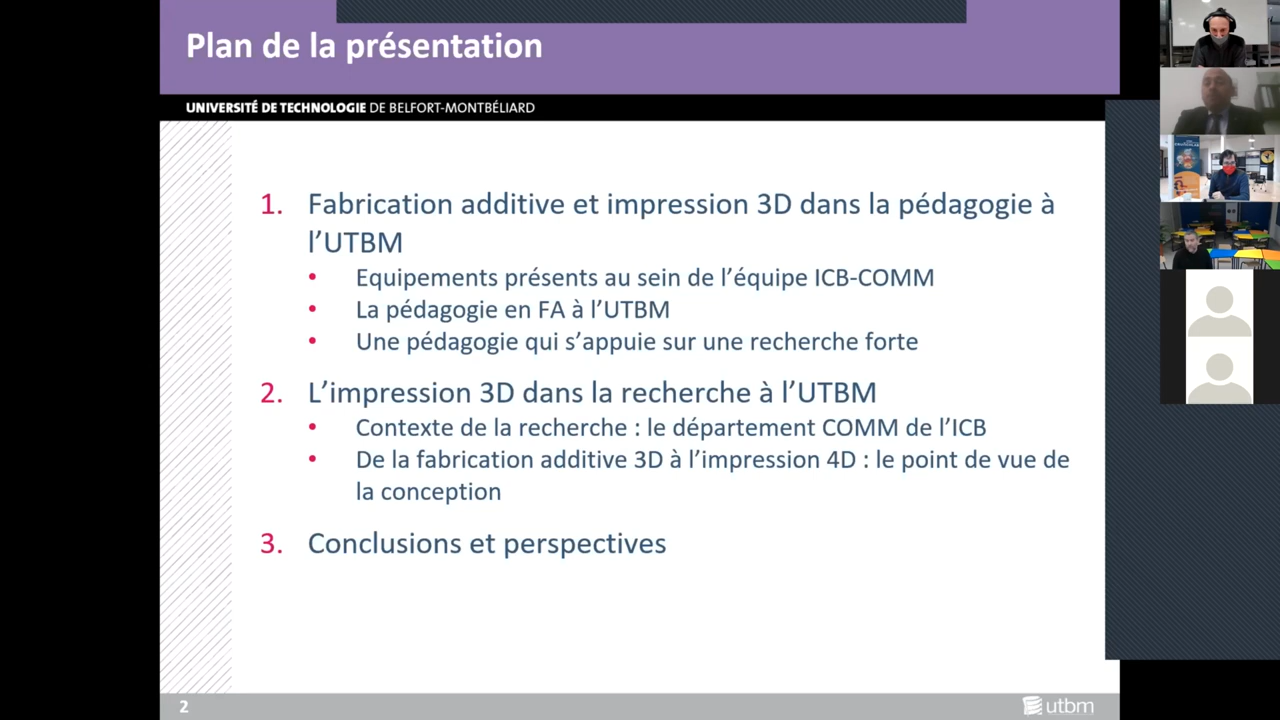 Plan de la présentation
UNIVERSITÉ DE TECHNOLOGIE DE BELFORT-MONTBÉLIARD
1. Fabrication additive et impression 3D dans la pédagogie à
l’UTBM
• Equipements présents au sein de l’équipe ICB-COMM
• La pédagogie en FA à l’UTBM
• Une pédagogie qui s’appuie sur une recherche forte
2. L’impression 3D dans la recherche à l’UTBM
• Contexte de la recherche : le département COMM de l’ICB
• De la fabrication additive 3D à l’impression 4D : le point de vue de
la conception
3. Conclusions et perspectives
2
utbm